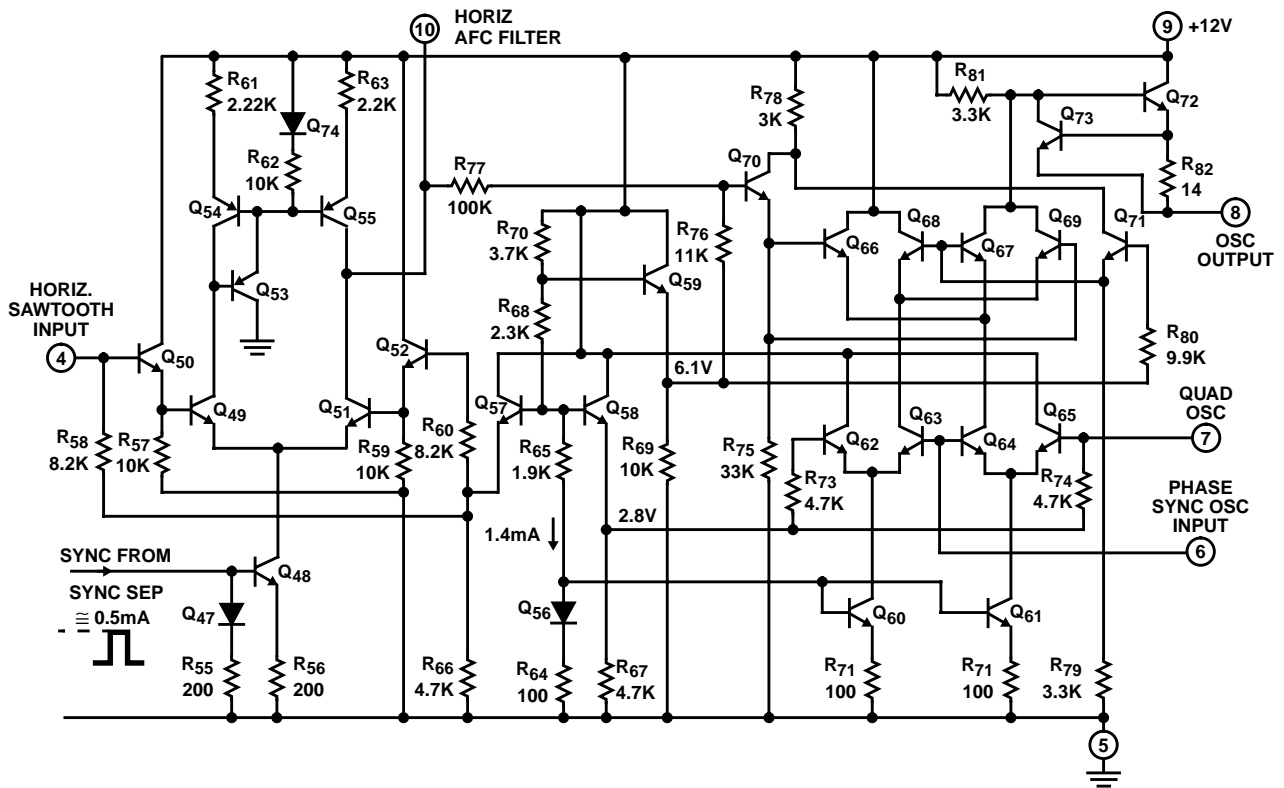 10
HORIZ
AFC FILTER
9
+12V
R61
2.22K
R63
2.2K
Q74
R62
10K
Q54
Q55
Q53
HORIZ.
SAWTOOTH
INPUT
4
Q50
Q49
R58
8.2K
R57
10K
Q52
Q51
R59
10K
R60
8.2K
R77
100K
R70
3.7K
R68
2.3K
Q59
R76
11K
6.1V
Q57
Q58
R65
1.9K
R69
10K
1.4mA
2.8V
Q70
R78
3K
R81
3.3K
Q72
Q73
R82
14
8
OSC
OUTPUT
Q66
Q68
Q67
Q69
Q71
R80
9.9K
QUAD
OSC
7
R75
33K
Q62
Q63
Q64
Q65
R73
4.7K
R74
4.7K
PHASE
SYNC OSC
INPUT
6
SYNC FROM
SYNC SEP
≅ 0.5mA
Q48
Q47
R55
200
R56
200
R66
4.7K
Q56
R64
100
R67
4.7K
Q60
Q61
R71
100
R71
100
R79
3.3K
5